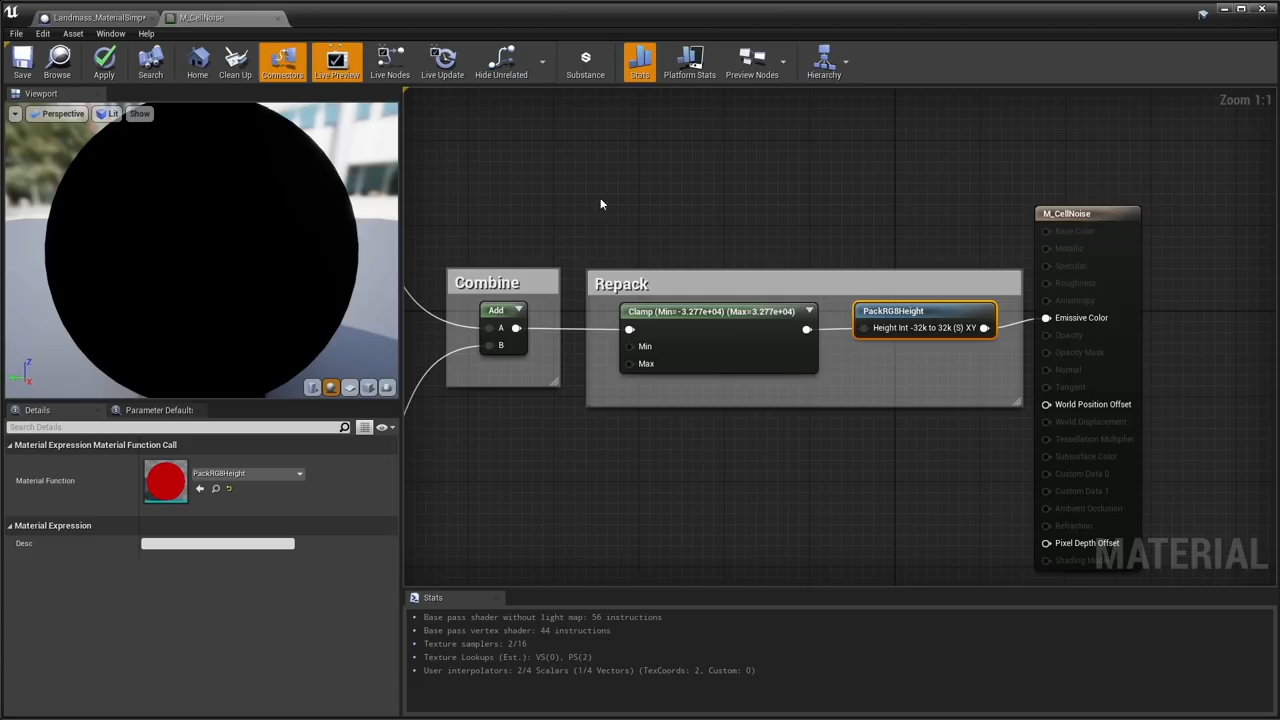 Landmass_MaterialSimp*
M_CellNoise
File Edit Asset Window Help
Save Browse Apply Search Home Clean Up Connectors Live Preview Live Nodes Live Update Hide Unrelated Substance Stats Platform Stats Preview Nodes Hierarchy
Viewport
Perspective Lit Show
Zoom 1:1
Combine
Add
A
B
Repack
Clamp (Min=-3.277e+04) (Max=3.277e+04)
Min
Max
PackRG8Height
Height Int -32k to 32k (S) XY
M_CellNoise
Base Color
Metallic
Specular
Roughness
Anisotropy
Emissive Color
Opacity
Opacity Mask
Normal
Tangent
World Position Offset
World Displacement
Tessellation Multiplier
Subsurface Color
Custom Data 0
Custom Data 1
Ambient Occlusion
Refraction
Pixel Depth Offset
MATERIAL
Z
X
Details Parameter Default:
Search Details
Material Expression Material Function Call
Material Function
PackRG8Height
Material Expression
Desc
Stats
Base pass shader without light map: 56 instructions
Base pass vertex shader: 44 instructions
Texture samplers: 2/16
Texture Lookups (Est.): VS(0), PS(2)
User interpolators: 2/4 Scalars (1/4 Vectors) (TexCoords: 2, Custom: 0)